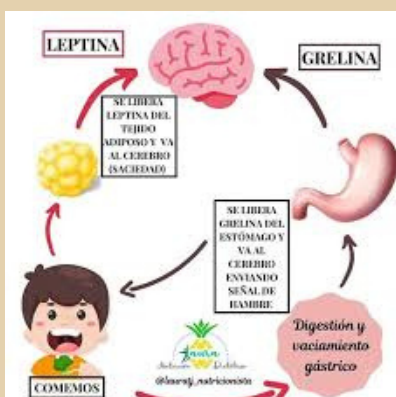 LEPTINA
GRELINA
SE LIBERA
LEPTINA DEL
TEJIDO
ADIPOSO Y VA
AL CEREBRO
(SACIEDAD)
SE LIBERA
GRELINA DEL
ESTÓMAGO Y
VA AL
CEREBRO
ENVIANDO
SEÑAL DE
HAMBRE
Digestión y
vaciamiento
gástrico
COMEMOS